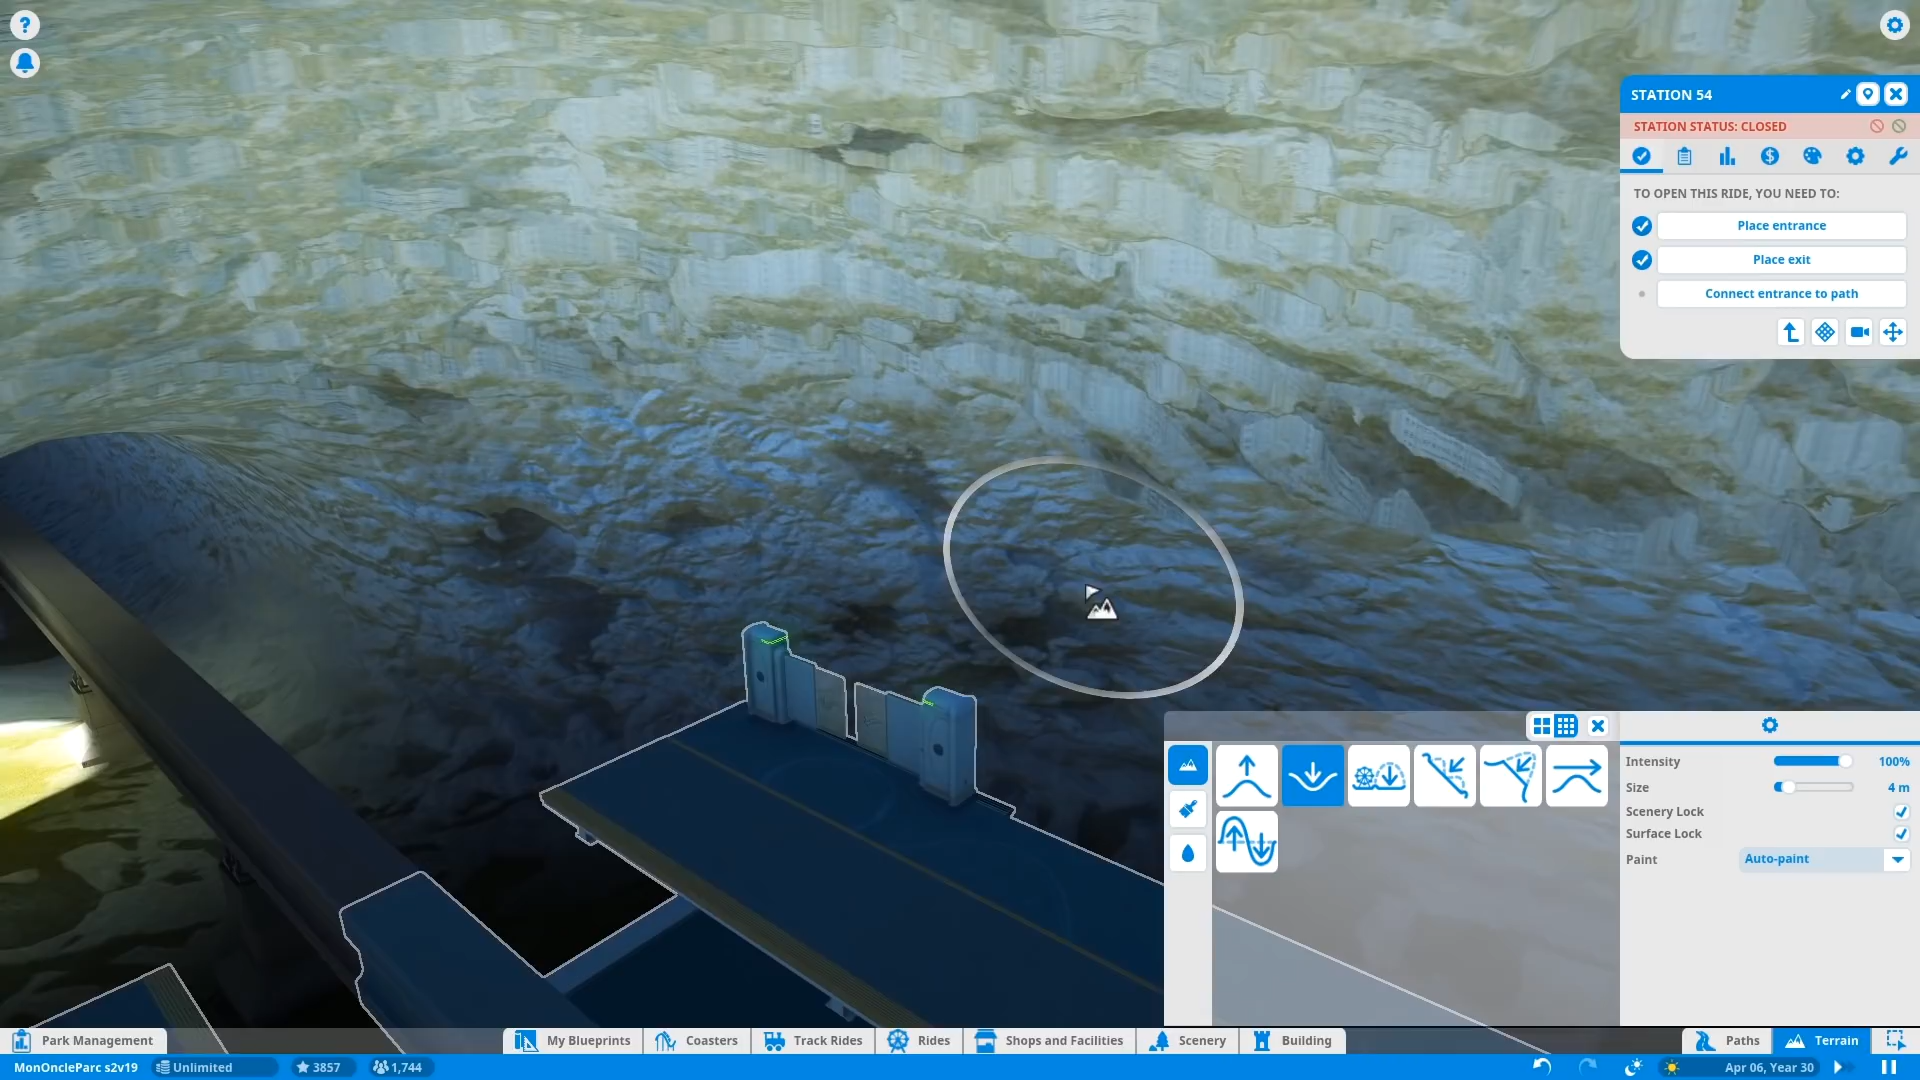 ?
STATION 54
STATION STATUS: CLOSED
TO OPEN THIS RIDE, YOU NEED TO:
Place entrance
Place exit
Connect entrance to path
Intensity 100%
Size 4 m
Scenery Lock
Surface Lock
Paint Auto-paint
Park Management My Blueprints Coasters Track Rides Rides Shops and Facilities Scenery Building Paths Terrain
MonOncleParc s2v19 Unlimited 3857 1,744 Apr 06, Year 30